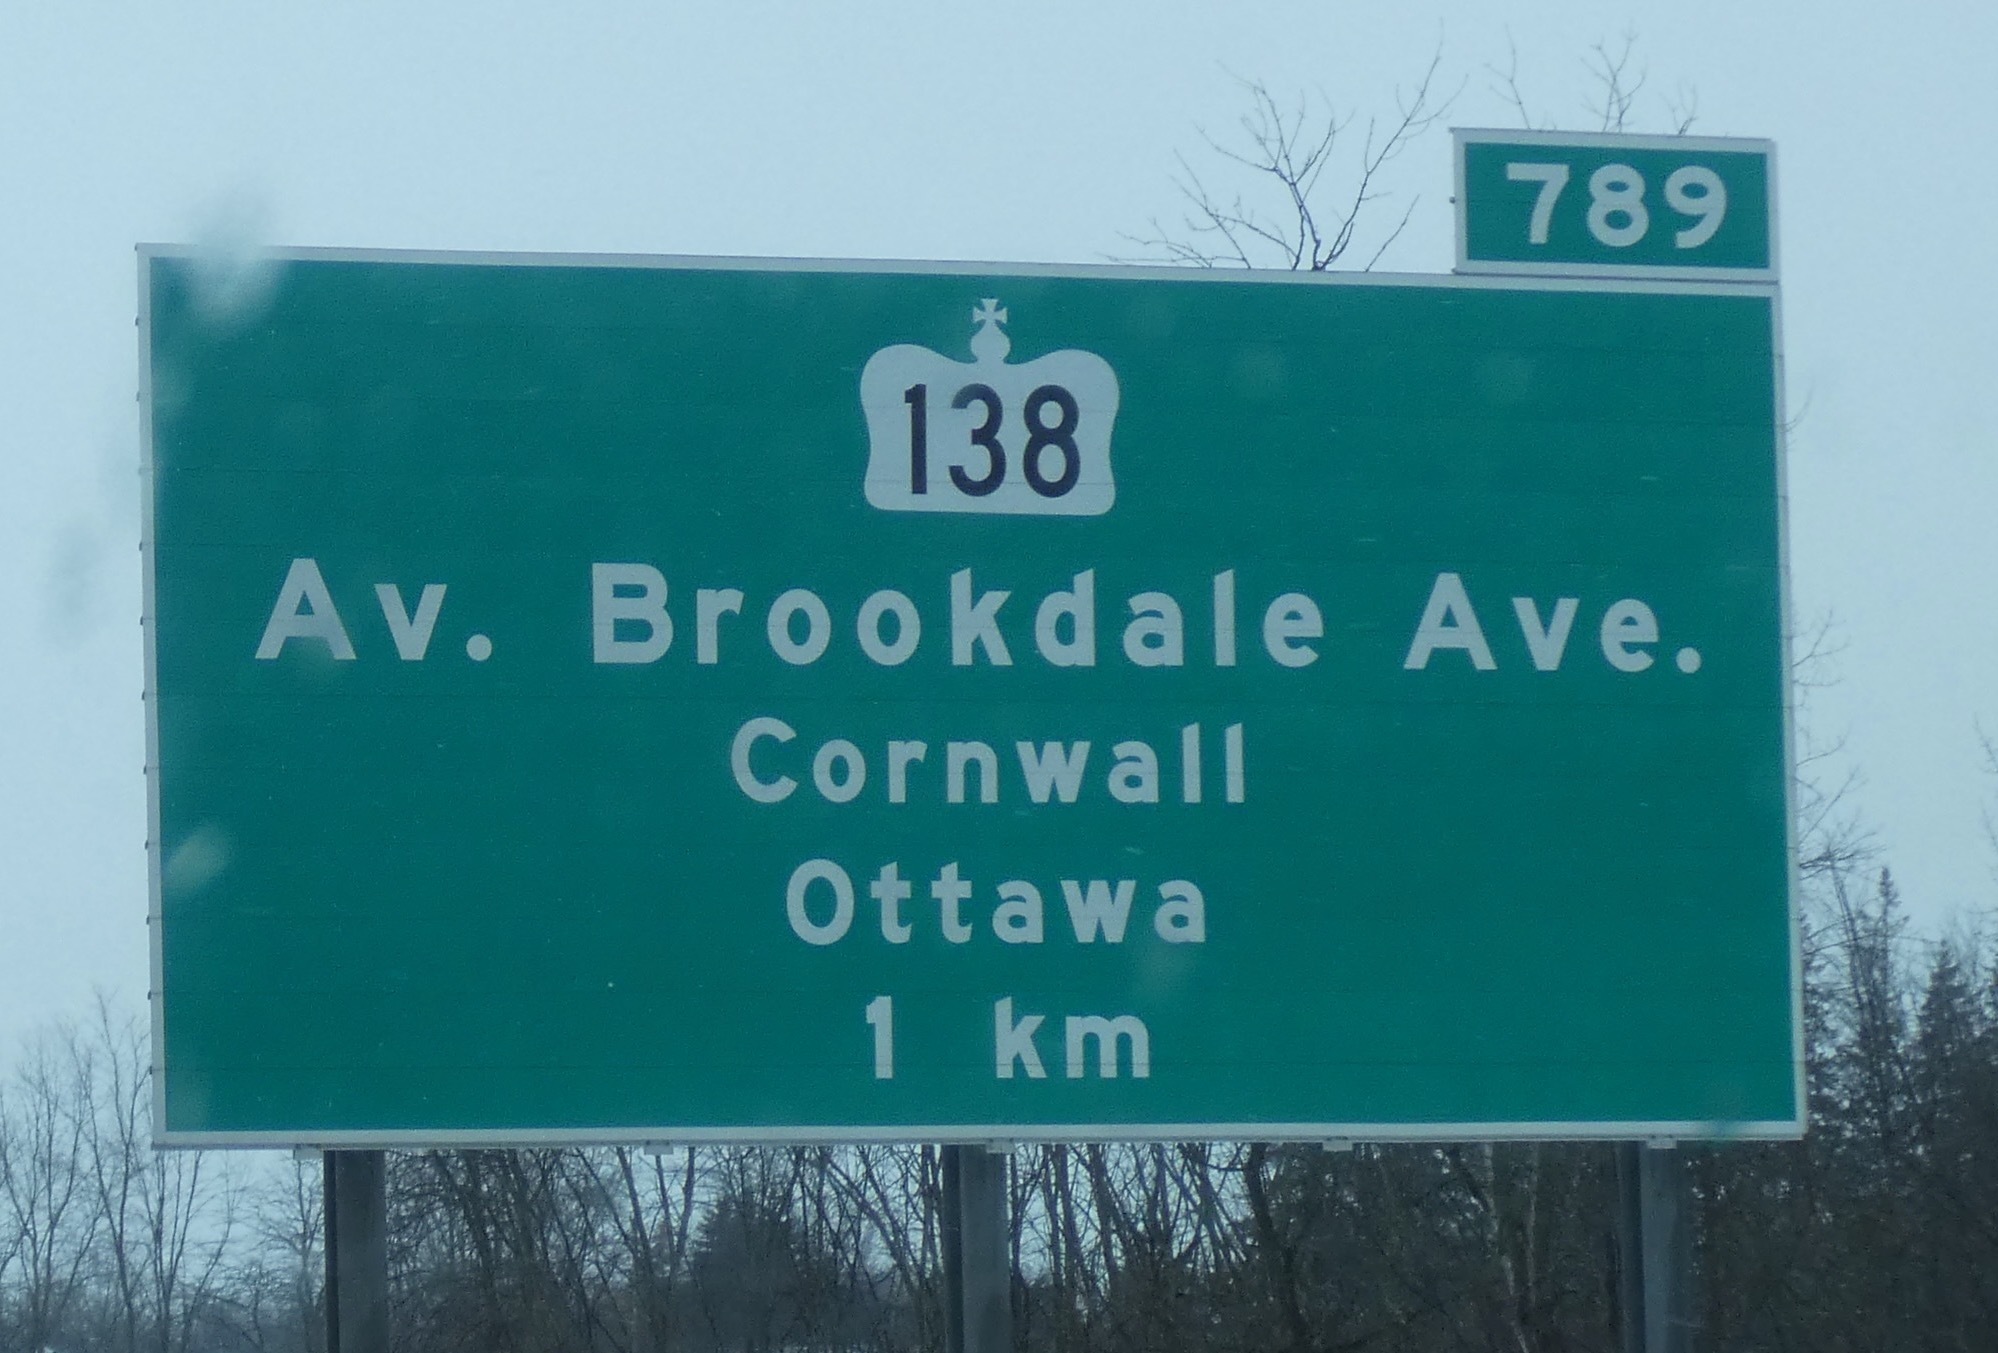 789
138
Av. Brookdale Ave.
Cornwall
Ottawa
1 km